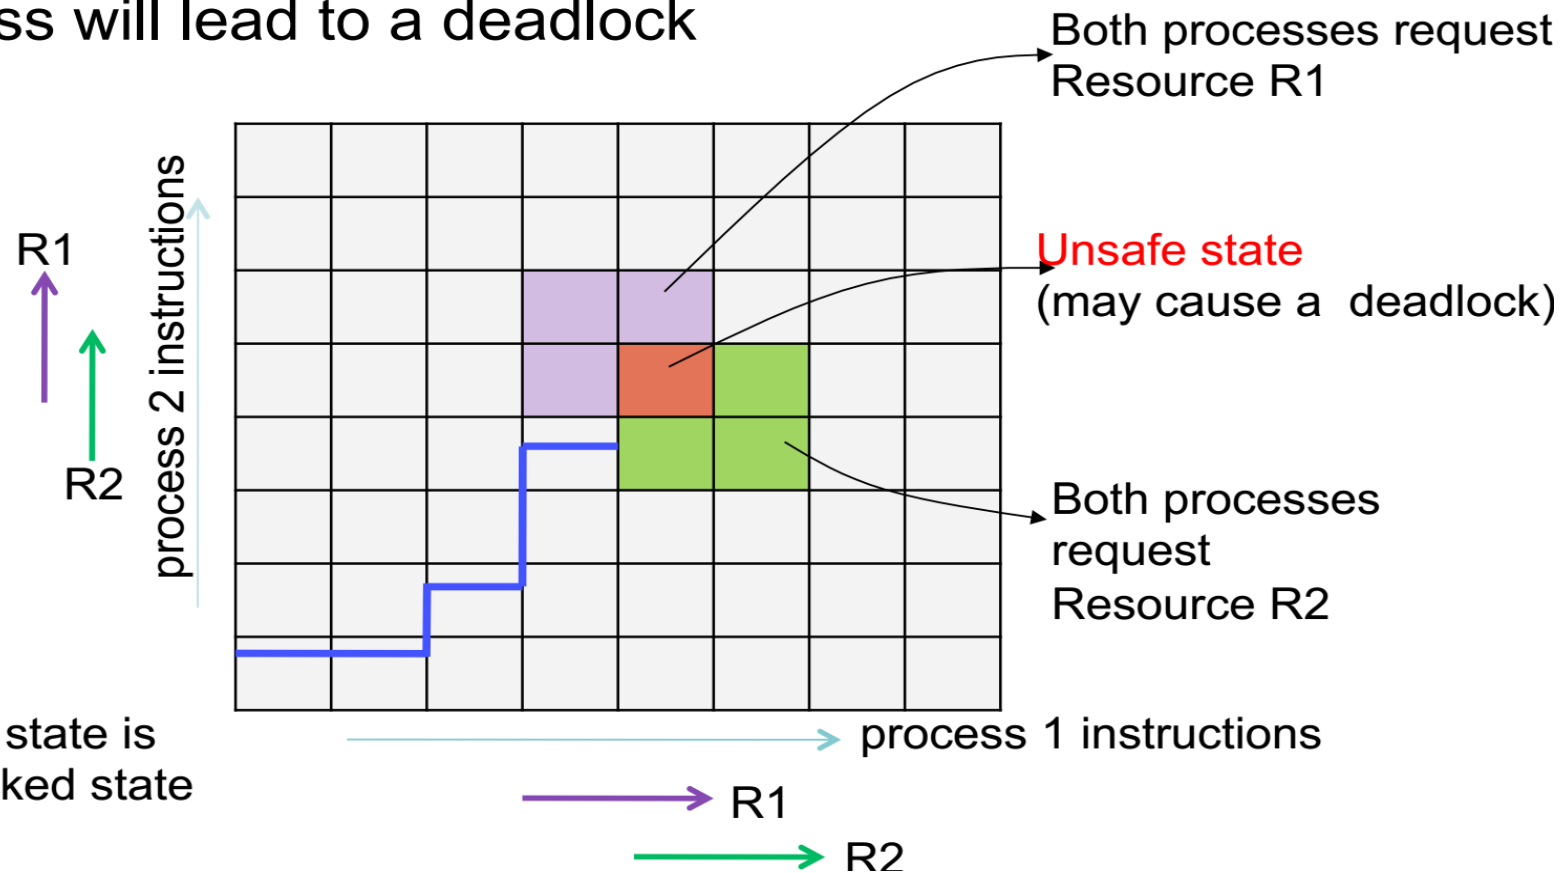 ss will lead to a deadlock
Both processes request
Resource R1
R1
process 2 instructions
Unsafe state
(may cause a deadlock)
R2
Both processes
request
Resource R2
state is
ked state
process 1 instructions
R1
R2